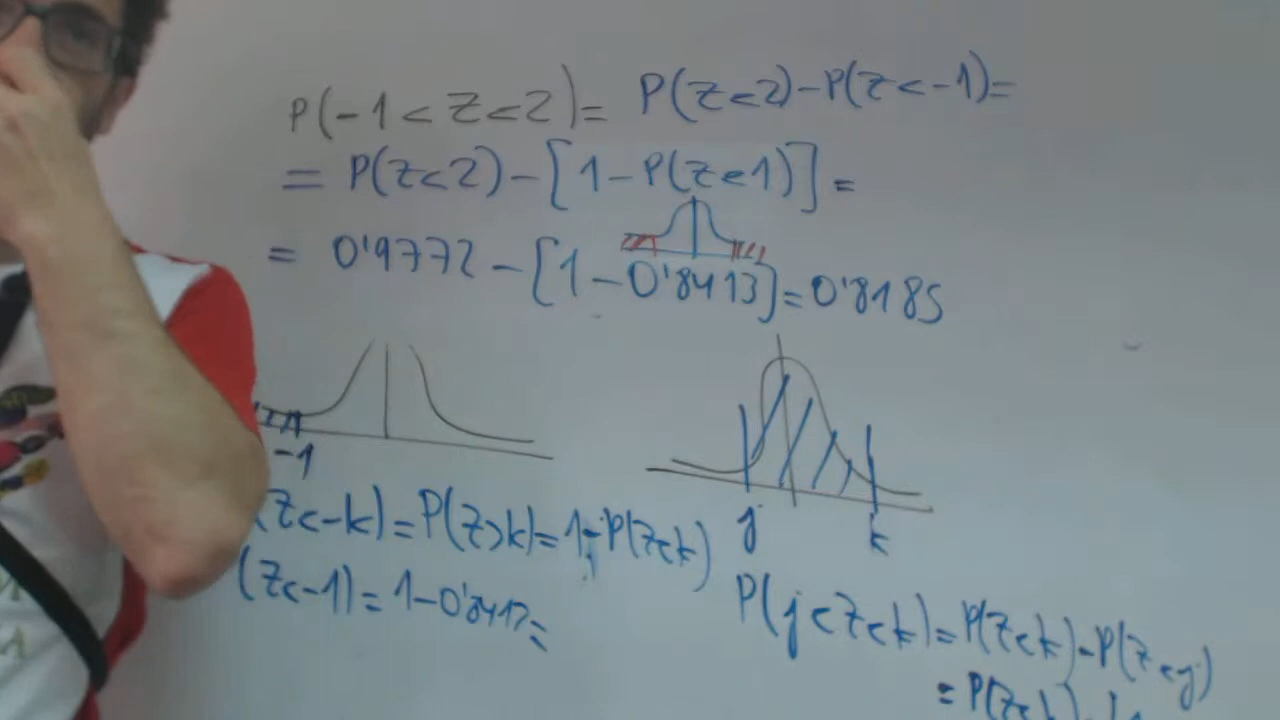 P(-1<Z<2)= P(Z<2)-P(Z<-1)=
= P(Z<2)-[1-P(Z<1)]=
= 0'9772-[1-0'8413]=0'8185
-1
j k
(Z<-k)=P(Z>k)=1-P(Z<k)
(Z<-1)=1-0'8413=
P(j<Z<k)=P(Z<k)-P(Z<j)
= P(Z<k)